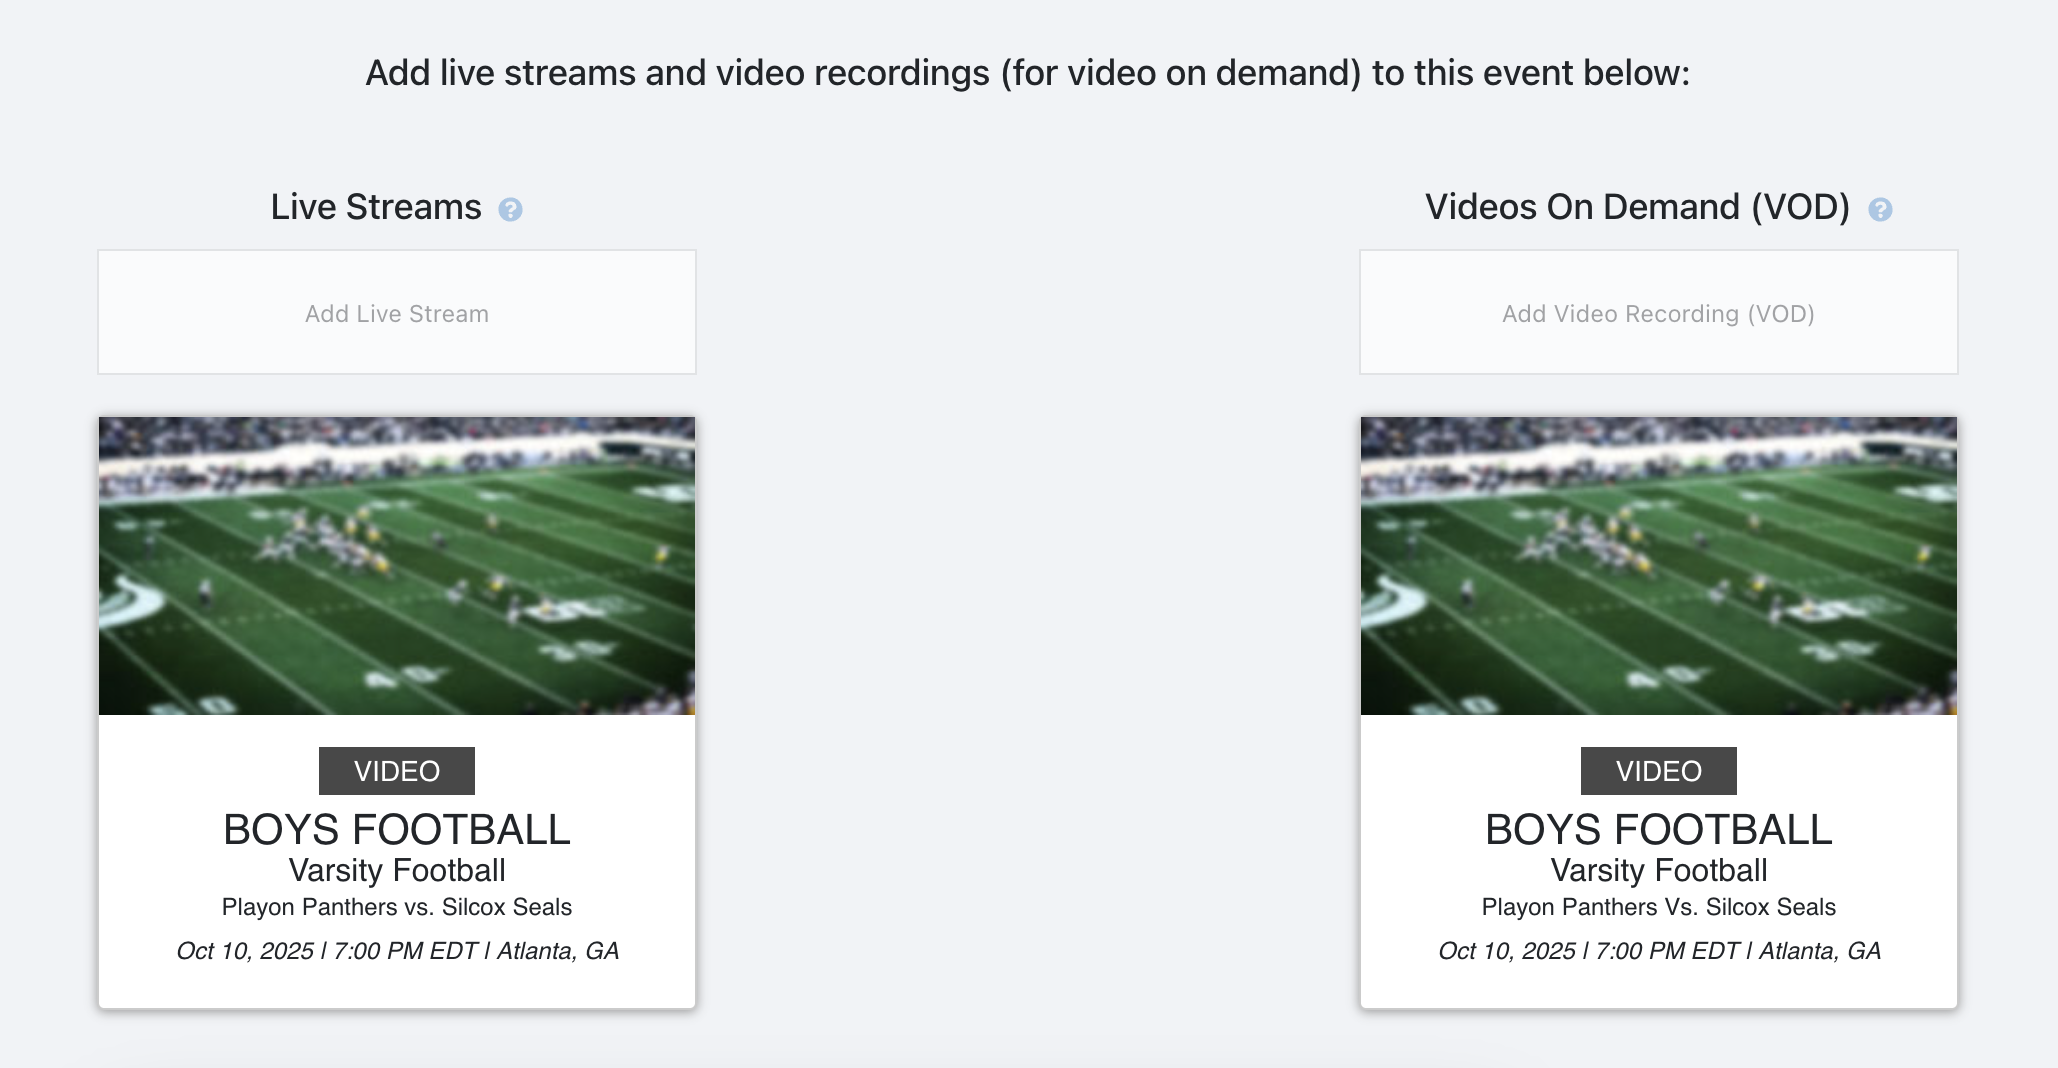 Add live streams and video recordings (for video on demand) to this event below:
Live Streams
Add Live Stream
VIDEO
BOYS FOOTBALL
Varsity Football
Playon Panthers vs. Silcox Seals
Oct 10, 2025 | 7:00 PM EDT | Atlanta, GA
Videos On Demand (VOD)
Add Video Recording (VOD)
VIDEO
BOYS FOOTBALL
Varsity Football
Playon Panthers Vs. Silcox Seals
Oct 10, 2025 | 7:00 PM EDT | Atlanta, GA